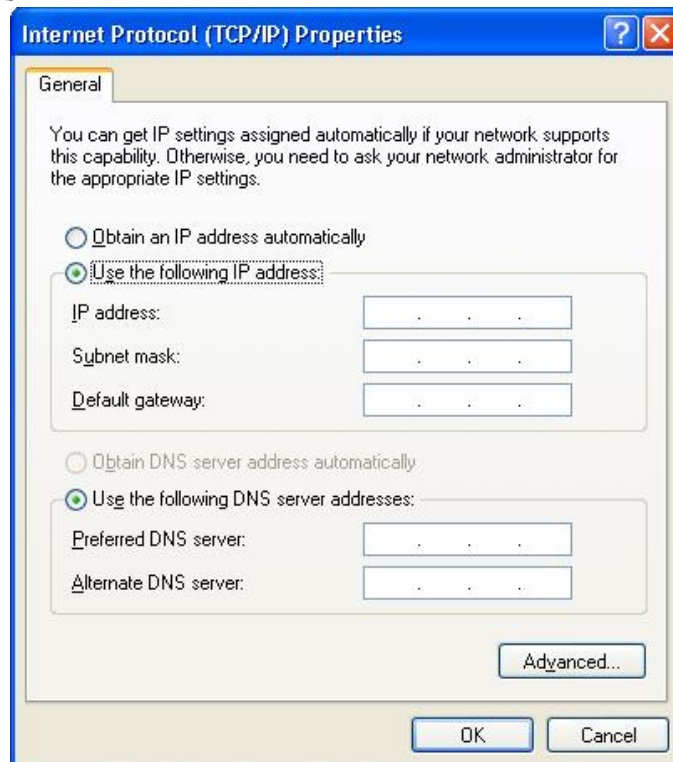 Internet Protocol (TCP/IP) Properties
General
You can get IP settings assigned automatically if your network supports
this capability. Otherwise, you need to ask your network administrator for
the appropriate IP settings.
Obtain an IP address automatically
Use the following IP address:
IP address: . . .
Subnet mask: . . .
Default gateway: . . .
Obtain DNS server address automatically
Use the following DNS server addresses:
Preferred DNS server: . . .
Alternate DNS server: . . .
Advanced...
OK Cancel